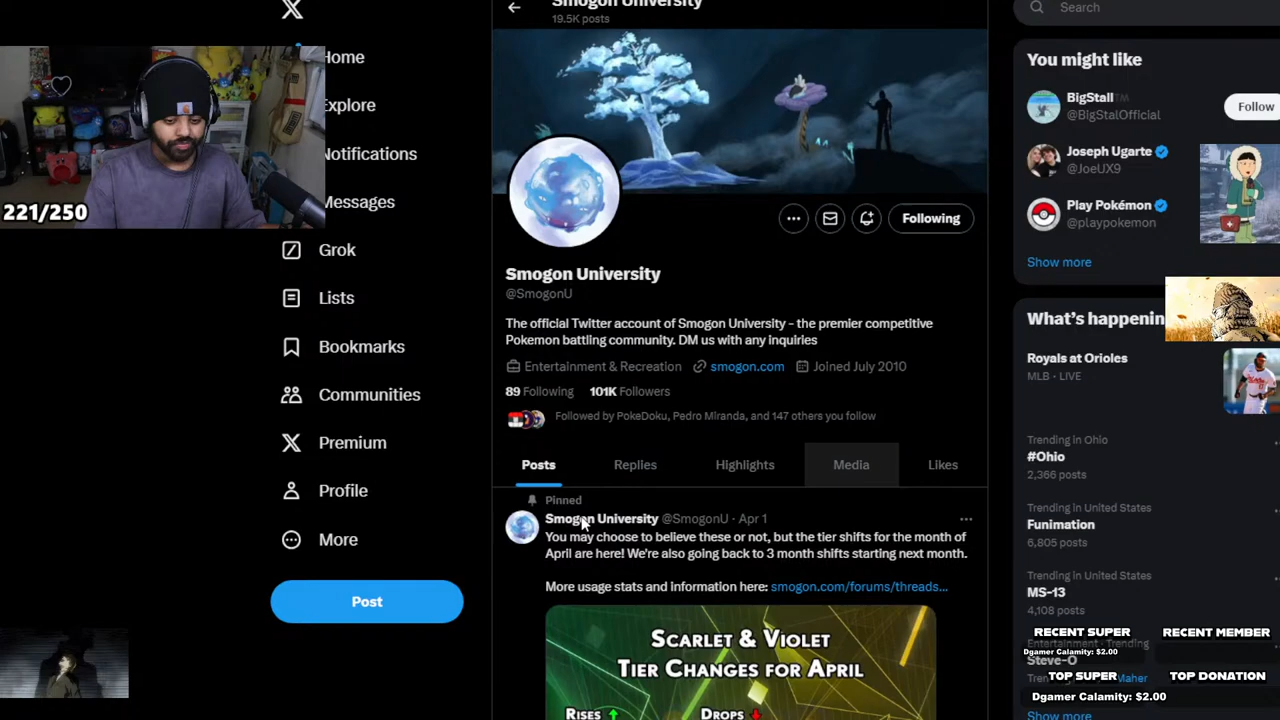 Smogon University
19.5K posts
Search
Home
Explore
Notifications
Messages
Grok
Lists
Bookmarks
Communities
Premium
Profile
More
Post
221/250
Following
Smogon University
@SmogonU
The official Twitter account of Smogon University - the premier competitive
Pokemon battling community. DM us with any inquiries
Entertainment & Recreation
smogon.com
Joined July 2010
89 Following
101K Followers
Followed by PokeDoku, Pedro Miranda, and 147 others you follow
Posts
Replies
Highlights
Media
Likes
Pinned
Smogon University @SmogonU · Apr 1
You may choose to believe these or not, but the tier shifts for the month of
April are here! We're also going back to 3 month shifts starting next month.
More usage stats and information here: smogon.com/forums/threads...
SCARLET & VIOLET
TIER CHANGES FOR APRIL
RISES
DROPS
You might like
BigStall™
@BigStalOfficial
Follow
Joseph Ugarte
@JoeUX9
Play Pokémon
@playpokemon
Show more
What's happenin
Royals at Orioles
MLB · LIVE
Trending in Ohio
#Ohio
2,366 posts
Trending in United States
Funimation
6,805 posts
Trending in United States
MS-13
4,108 posts
RECENT SUPER
RECENT MEMBER
Entertainment · Trending
Dgamer Calamity: $2.00
Steve-O
TOP SUPER
TOP DONATION
Maher
Dgamer Calamity: $2.00
Show more